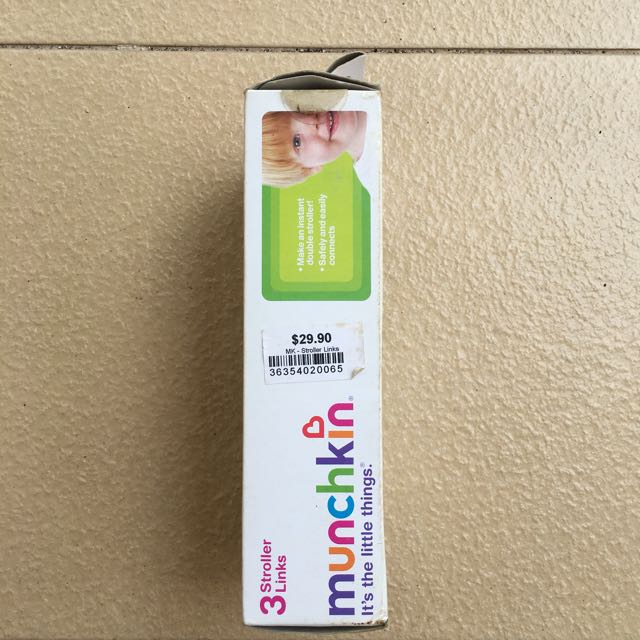 • Make an instant
double stroller!
• Safely and easily
connects
$29.90
MK - Stroller Links
36354020065
munchkin®
It's the little things.®
3 Stroller
Links